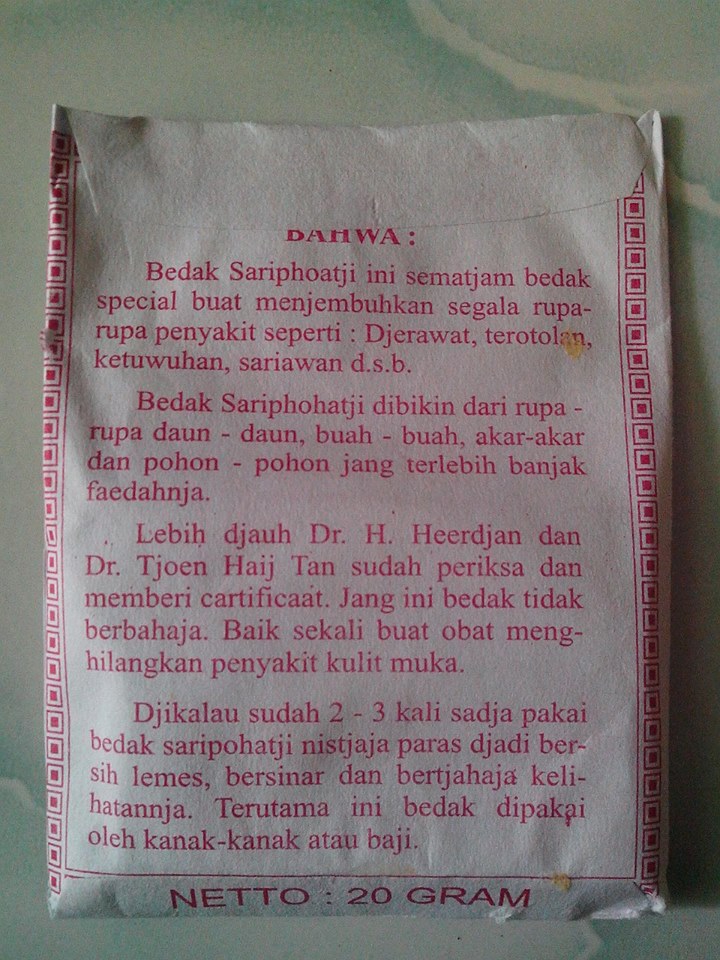 BAHWA :
Bedak Sariphoatji ini sematjam bedak
special buat menjembuhkan segala rupa-
rupa penyakit seperti : Djerawat, terotolan,
ketuwuhan, sariawan d.s.b.
Bedak Sariphohatji dibikin dari rupa -
rupa daun - daun, buah - buah, akar-akar
dan pohon - pohon jang terlebih banjak
faedahnja.
Lebih djauh Dr. H. Heerdjan dan
Dr. Tjoen Haij Tan sudah periksa dan
memberi cartificaat. Jang ini bedak tidak
berbahaja. Baik sekali buat obat meng-
hilangkan penyakit kulit muka.
Djikalau sudah 2 - 3 kali sadja pakai
bedak saripohatji nistjaja paras djadi ber-
sih lemes, bersinar dan bertjahaja keli-
hatannja. Terutama ini bedak dipakai
oleh kanak-kanak atau baji.
NETTO : 20 GRAM